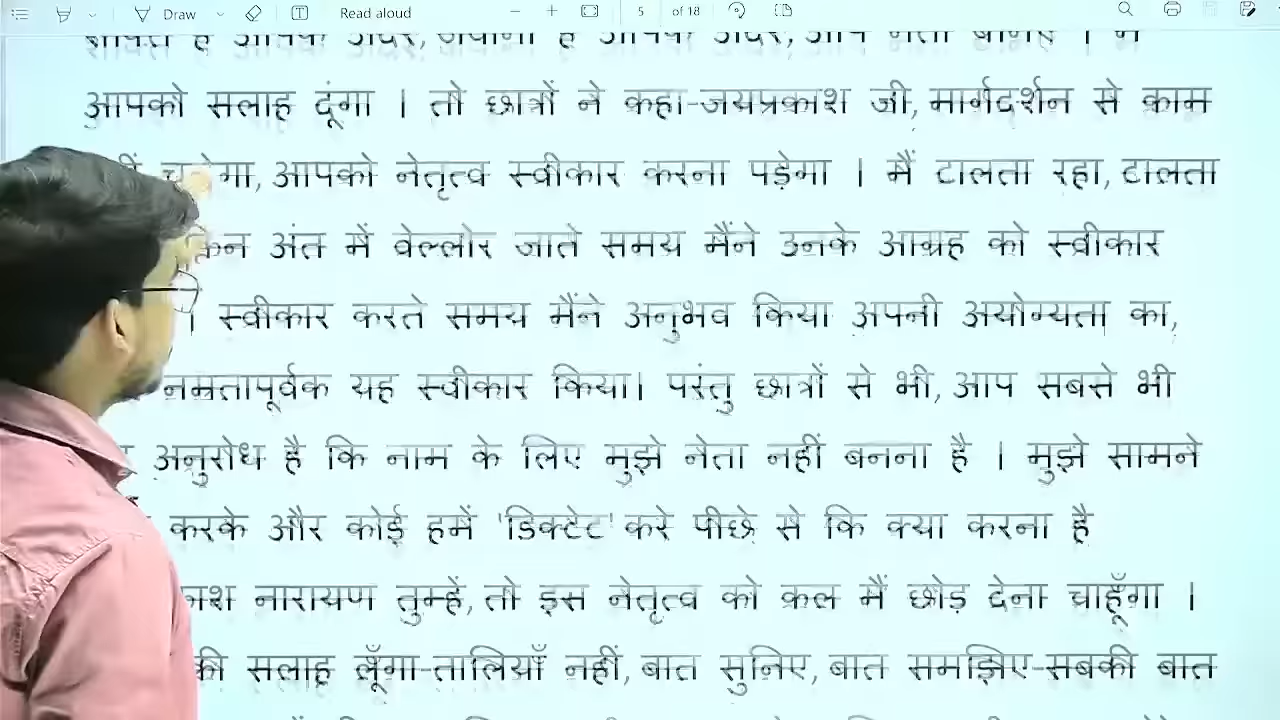 Draw
Read aloud
5 of 18
आपको सलाह दूंगा । तो छात्रों ने कहा-जयप्रकाश जी, मार्गदर्शन से काम
गा, आपको नेतृत्व स्वीकार करना पड़ेगा । मैं टालता रहा, टालता
अंत में वेल्लोर जाते समय मैंने उनके आग्रह को स्वीकार
। स्वीकार करते समय मैंने अनुभव किया अपनी अयोग्यता का,
नम्रतापूर्वक यह स्वीकार किया। परंतु छात्रों से भी, आप सबसे भी
अनुरोध है कि नाम के लिए मुझे नेता नहीं बनना है । मुझे सामने
करके और कोई हमें 'डिक्टेट' करे पीछे से कि क्या करना है
नारायण तुम्हें, तो इस नेतृत्व को कल मैं छोड़ देना चाहूँगा ।
की सलाह लूँगा-तालियाँ नहीं, बात सुनिए, बात समझिए-सबकी बात